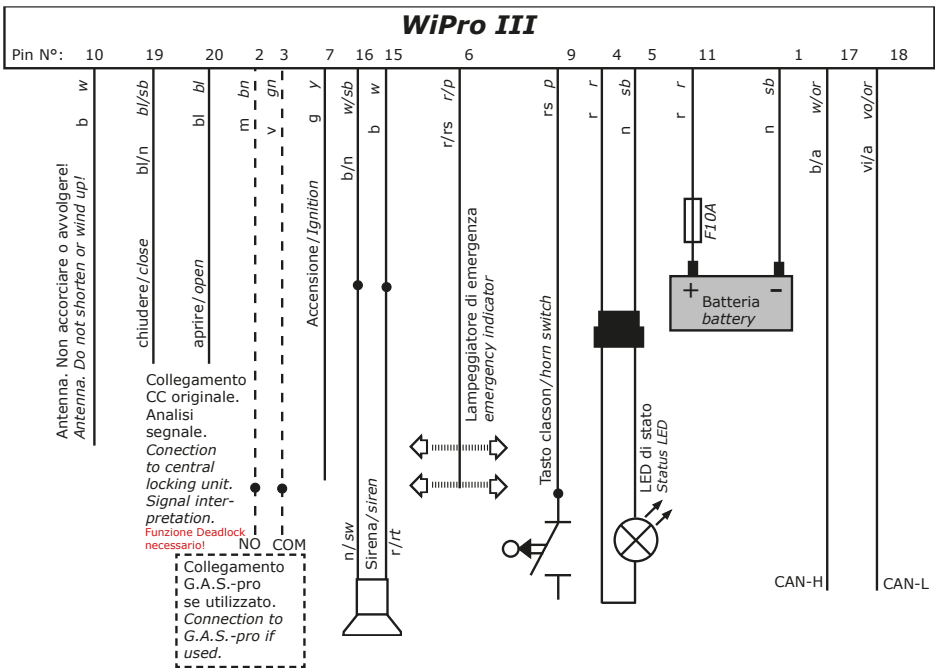 WiPro III
Pin N°: 10 19 20 2 3 7 16 15 6 9 4 5 11 1 17 18
w
b
bl/sb
bl/n
bl
bl
bn
m
gn
v
y
g
w/sb
b/n
w
b
r/p
r/rs
p
rs
r
r
sb
n
r
r
sb
n
w/or
b/a
vo/or
vi/a
Antenna. Non accorciare o avvolgere!
Antenna. Do not shorten or wind up!
chiudere/close
aprire/open
Accensione/Ignition
Lampeggiatore di emergenza
emergency indicator
Tasto clacson/horn switch
F10A
+ −
Batteria
battery
LED di stato
Status LED
Collegamento
CC originale.
Analisi
segnale.
Conection
to central
locking unit.
Signal inter-
pretation.
Funzione Deadlock
necessario!
NO COM
Collegamento
G.A.S.-pro
se utilizzato.
Connection to
G.A.S.-pro if
used.
n/sw
Sirena/siren
r/rt
CAN-H
CAN-L